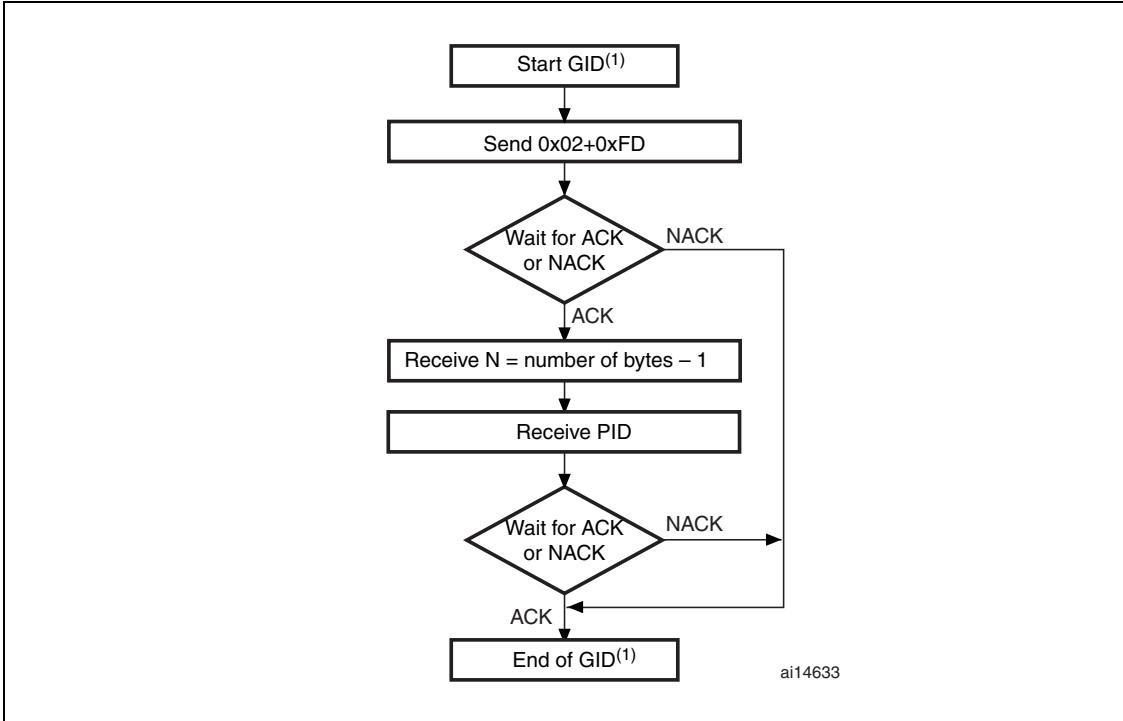 Start GID(1)
Send 0x02+0xFD
Wait for ACK
or NACK
NACK
ACK
Receive N = number of bytes – 1
Receive PID
Wait for ACK
or NACK
NACK
ACK
End of GID(1)
ai14633